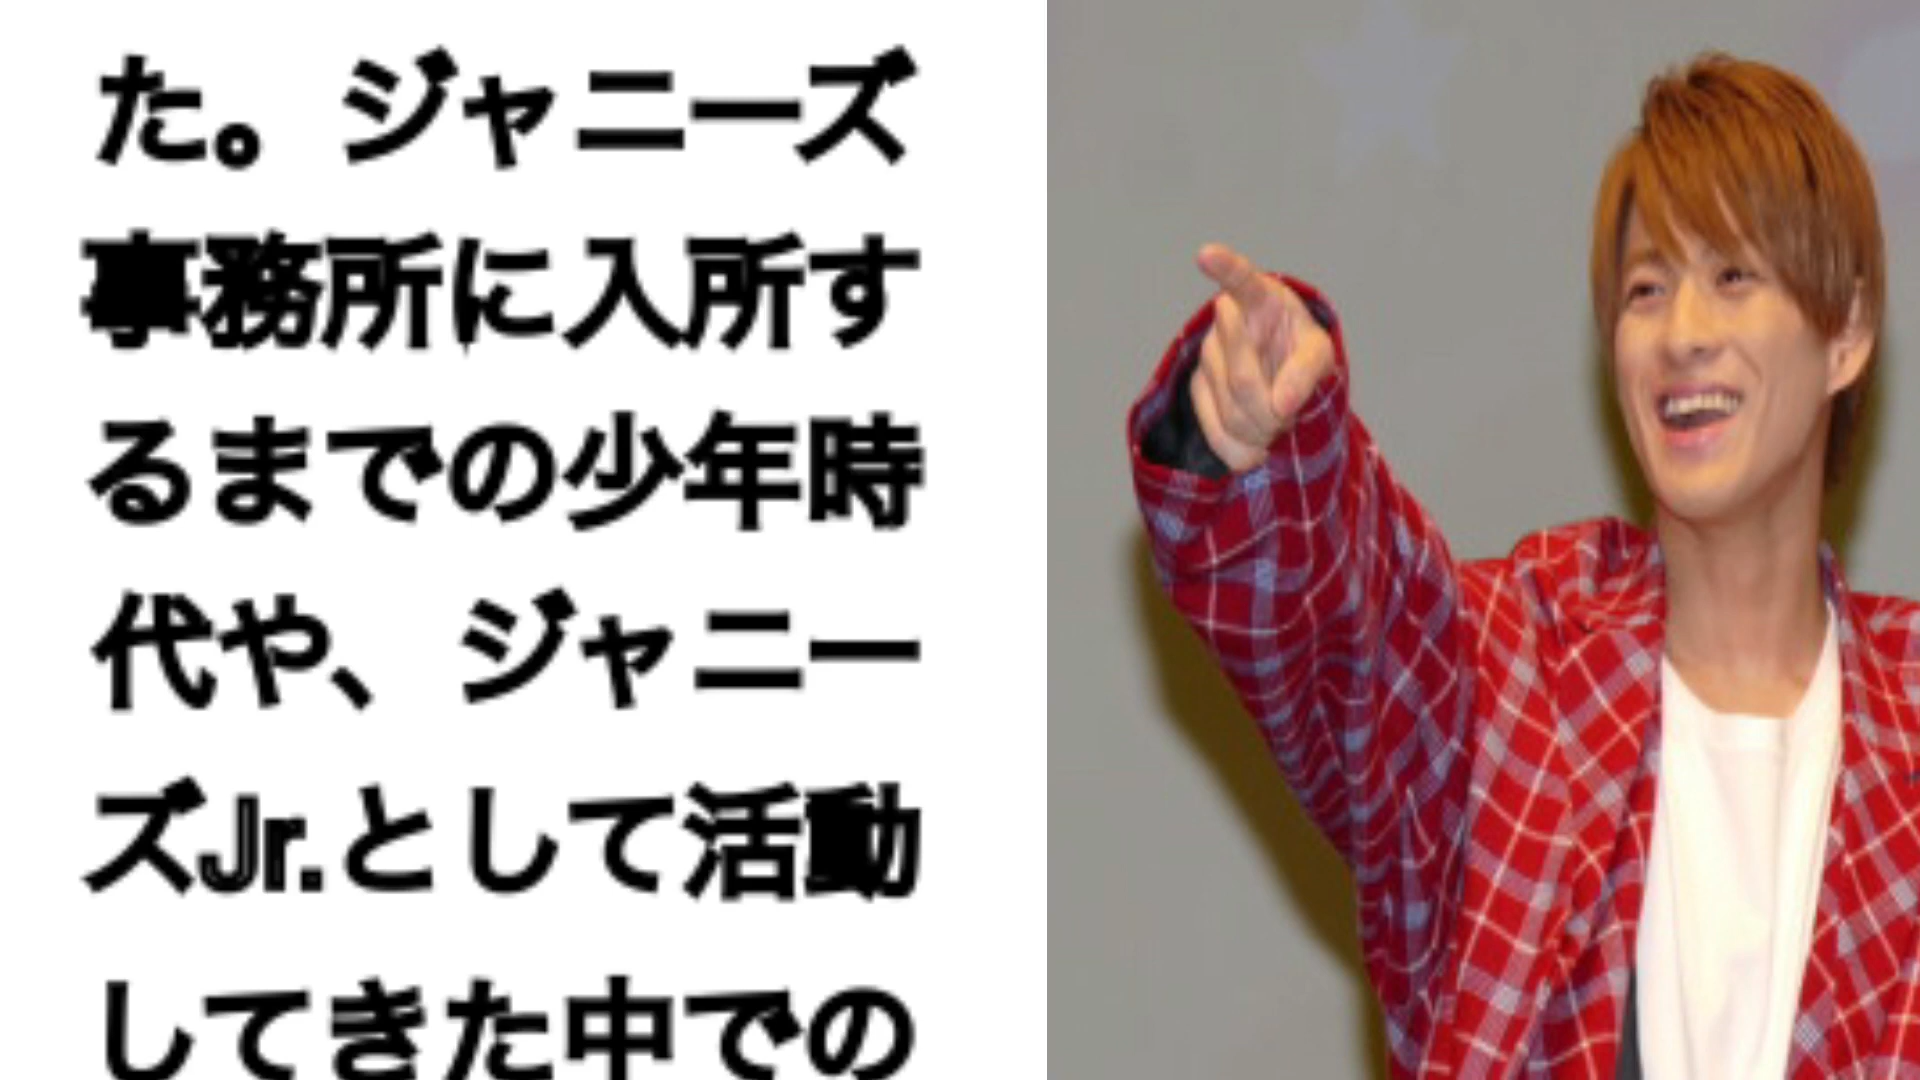 た。ジャニーズ
事務所に入所す
るまでの少年時
代や、ジャニー
ズJr.として活動
してきた中での